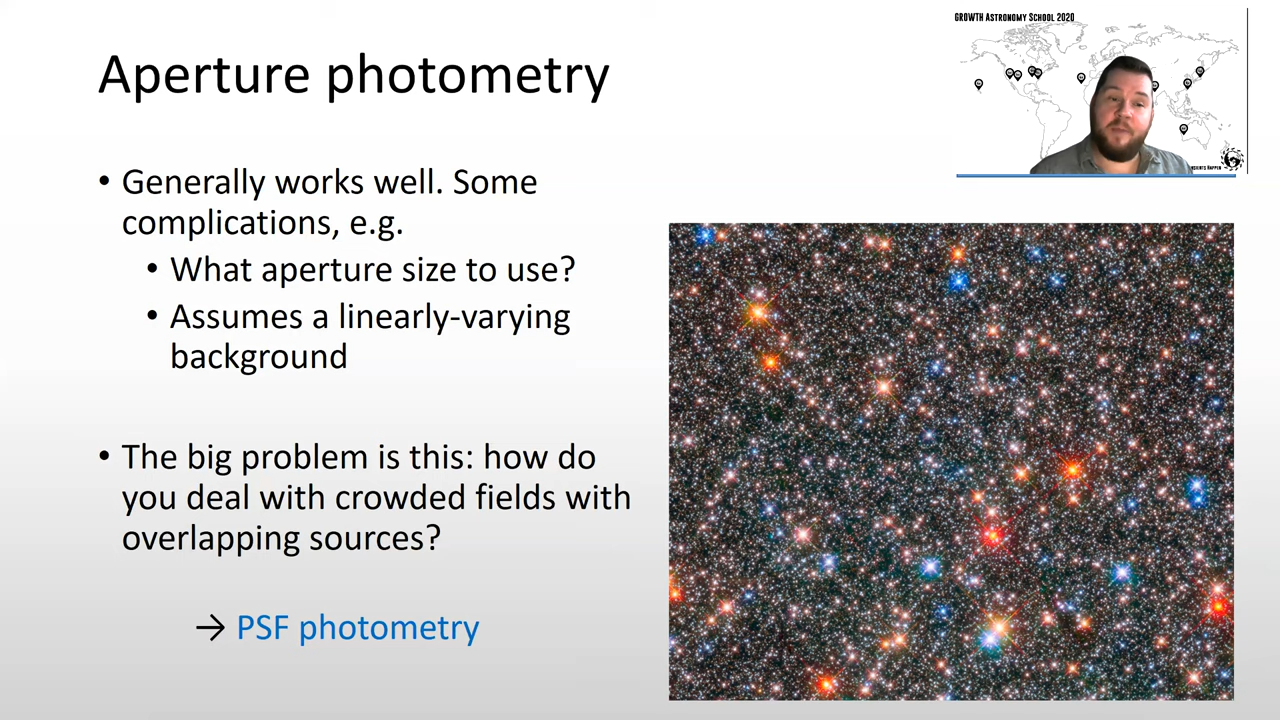 Aperture photometry
GROWTH ASTRONOMY SCHOOL 2020
• Generally works well. Some
complications, e.g.
• What aperture size to use?
• Assumes a linearly-varying
background
• The big problem is this: how do
you deal with crowded fields with
overlapping sources?
→ PSF photometry